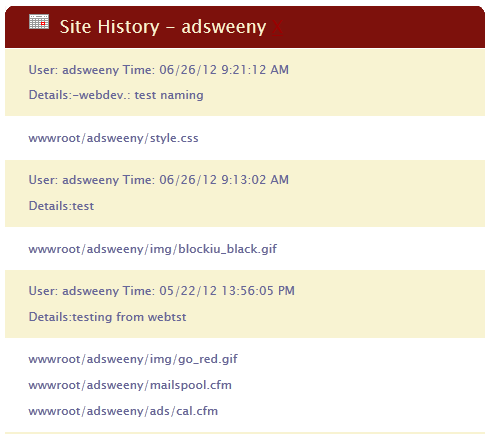 Site History - adsweeny
User: adsweeny Time: 06/26/12 9:21:12 AM
Details:-webdev.: test naming
wwwroot/adsweeny/style.css
User: adsweeny Time: 06/26/12 9:13:02 AM
Details:test
wwwroot/adsweeny/img/blockiu_black.gif
User: adsweeny Time: 05/22/12 13:56:05 PM
Details:testing from webtst
wwwroot/adsweeny/img/go_red.gif
wwwroot/adsweeny/mailspool.cfm
wwwroot/adsweeny/ads/cal.cfm